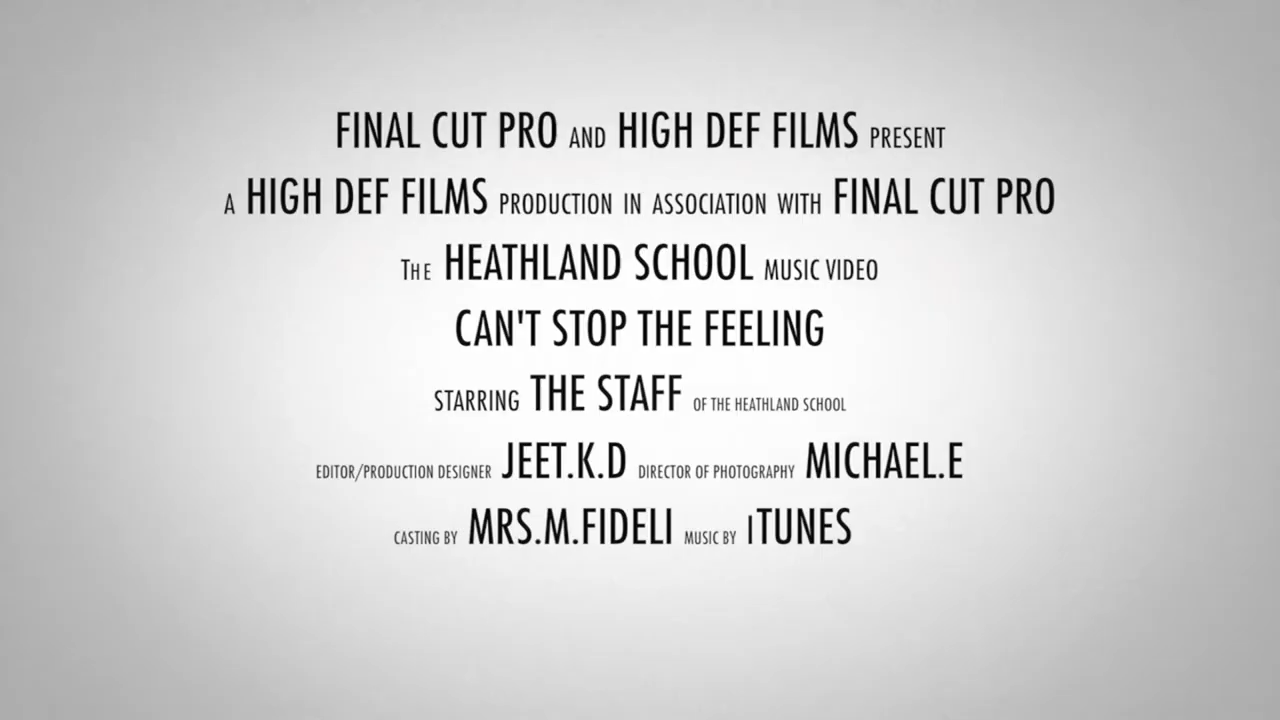 FINAL CUT PRO AND HIGH DEF FILMS PRESENT
A HIGH DEF FILMS PRODUCTION IN ASSOCIATION WITH FINAL CUT PRO
THE HEATHLAND SCHOOL MUSIC VIDEO
CAN'T STOP THE FEELING
STARRING THE STAFF OF THE HEATHLAND SCHOOL
EDITOR/PRODUCTION DESIGNER JEET.K.D DIRECTOR OF PHOTOGRAPHY MICHAEL.E
CASTING BY MRS.M.FIDELI MUSIC BY ITUNES